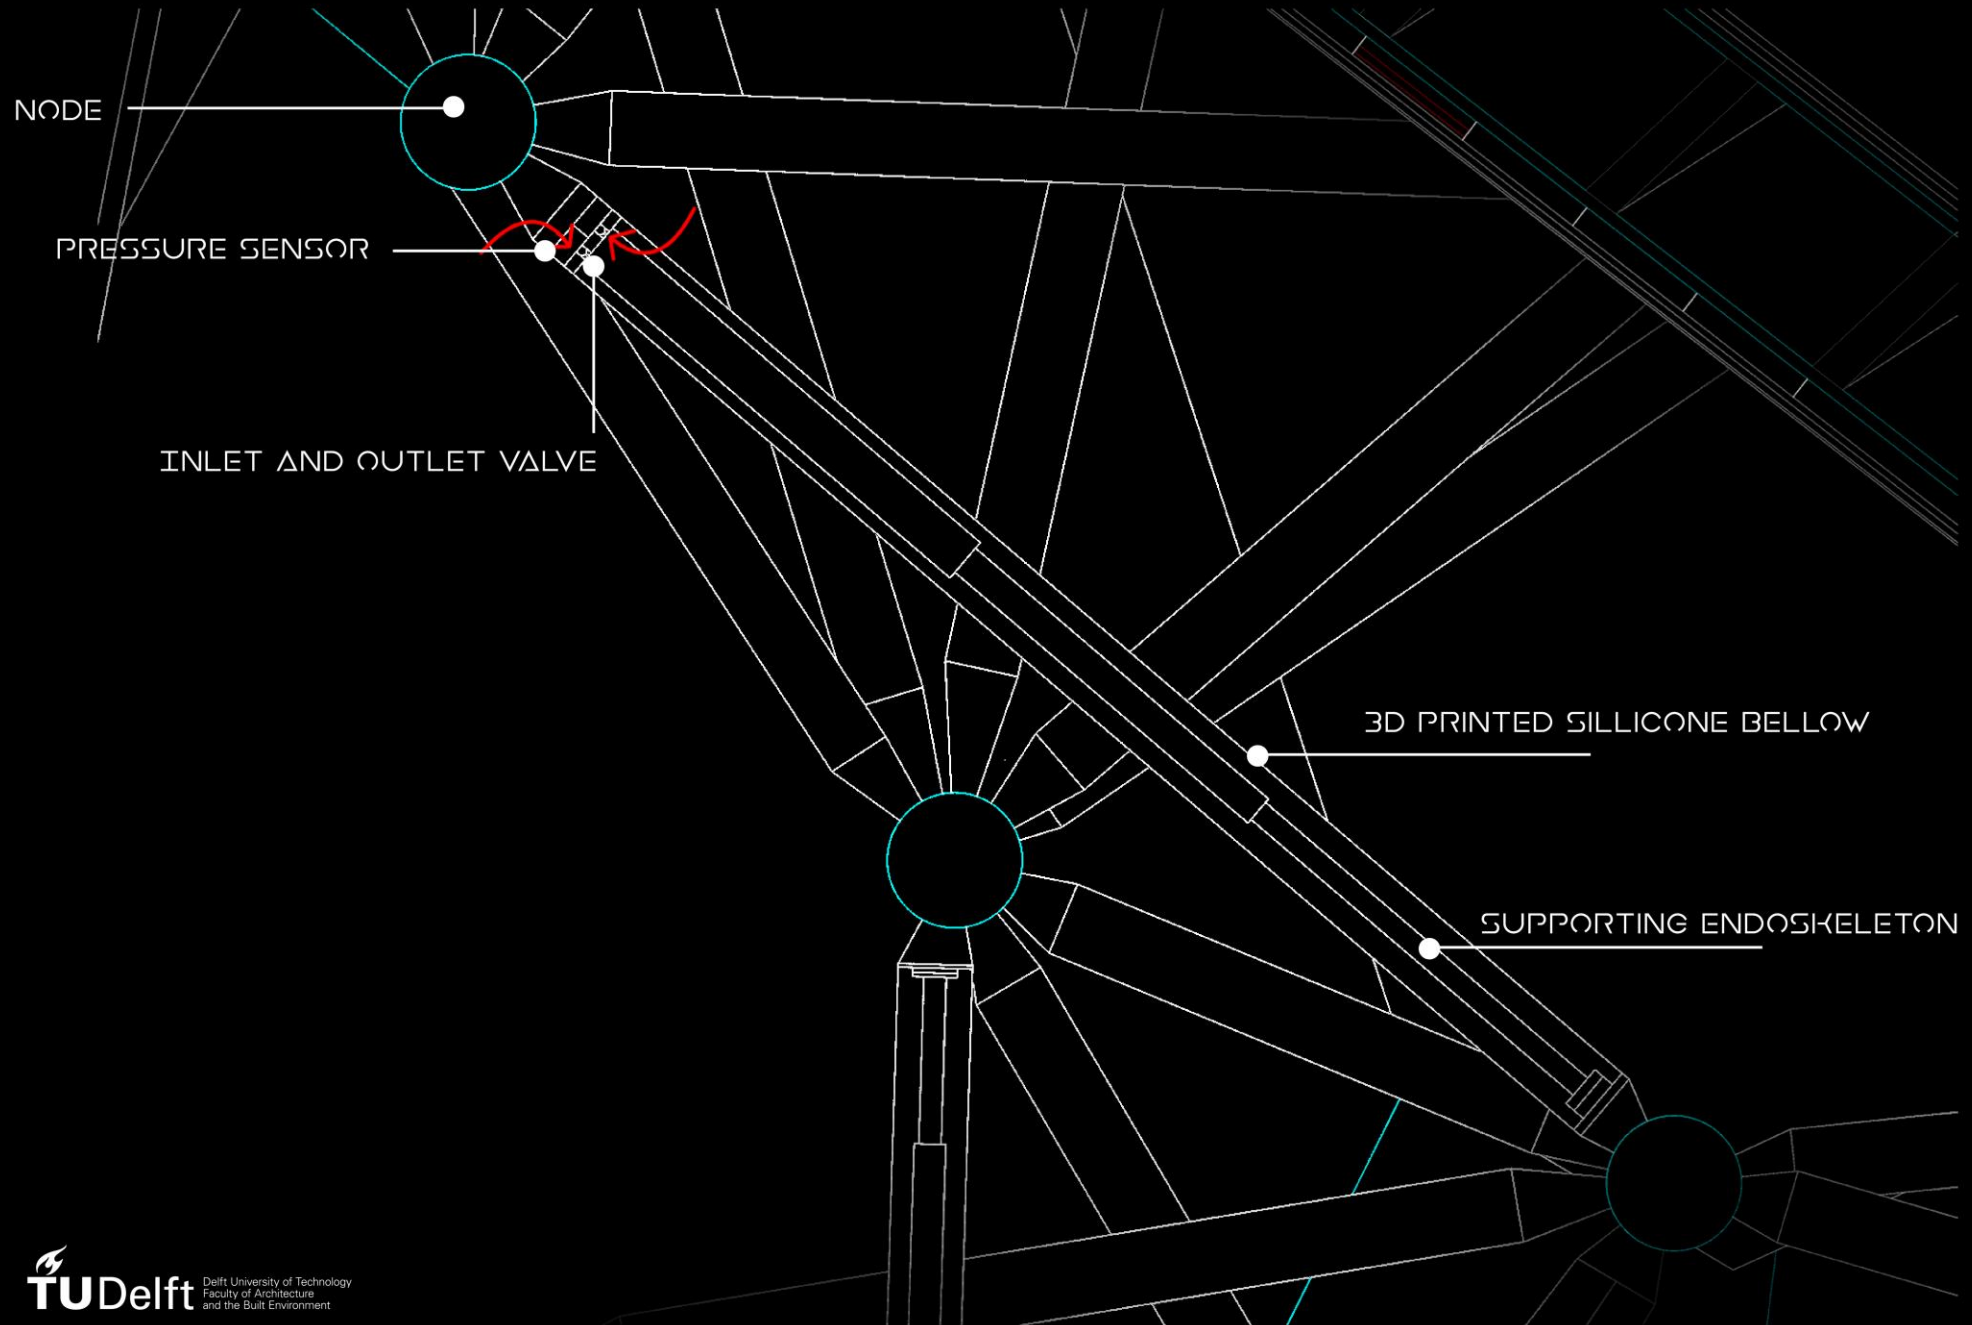 NODE
PRESSURE SENSOR
INLET AND OUTLET VALVE
3D PRINTED SILLICONE BELLOW
SUPPORTING ENDOSKELETON
TUDelft
Delft University of Technology
Faculty of Architecture
and the Built Environment